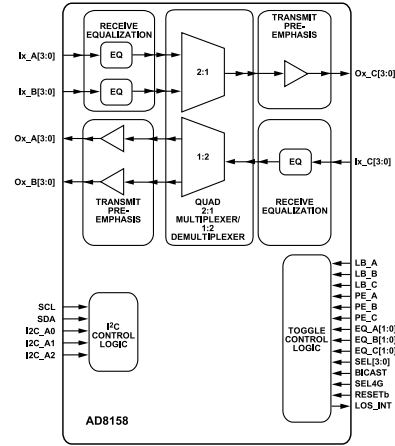 RECEIVE
EQUALIZATION
TRANSMIT
PRE-
EMPHASIS
Ix_A[3:0]
EQ
Ix_B[3:0]
EQ
2:1
Ox_C[3:0]
Ox_A[3:0]
Ox_B[3:0]
1:2
EQ
Ix_C[3:0]
TRANSMIT
PRE-
EMPHASIS
QUAD
2:1
MULTIPLEXER/
1:2
DEMULTIPLEXER
RECEIVE
EQUALIZATION
SCL
SDA
I2C_A0
I2C_A1
I2C_A2
I²C
CONTROL
LOGIC
TOGGLE
CONTROL
LOGIC
LB_A
LB_B
LB_C
PE_A
PE_B
PE_C
EQ_A[1:0]
EQ_B[1:0]
EQ_C[1:0]
SEL[3:0]
BICAST
SEL4G
RESETb
LOS_INT
AD8158